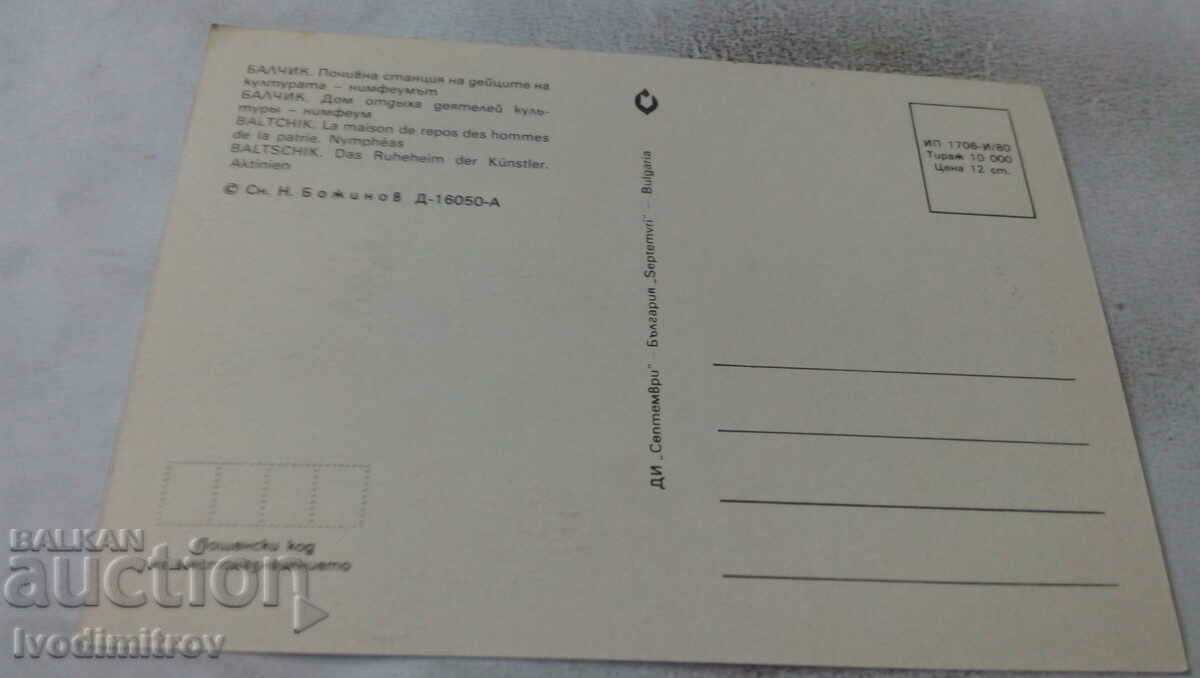 БАЛЧИК. Почивна станция на дейците на
културата – нимфеумът
БАЛЧИК. Дом отдыха деятелей куль-
туры – нимфеум
BALTCHIK. La maison de repos des hommes
de la patrie. Nymphéas
BALTSCHIK. Das Ruheheim der Künstler.
Aktinien
© Сн. Н. Божинов Д-16050-А
ДИ „Септември" – България „Septemvri" – Bulgaria
ИП 1706-И/80
Тираж 10 000
Цена 12 ст.
Пощенски код
BALKAN
auction
Ivodimitrov